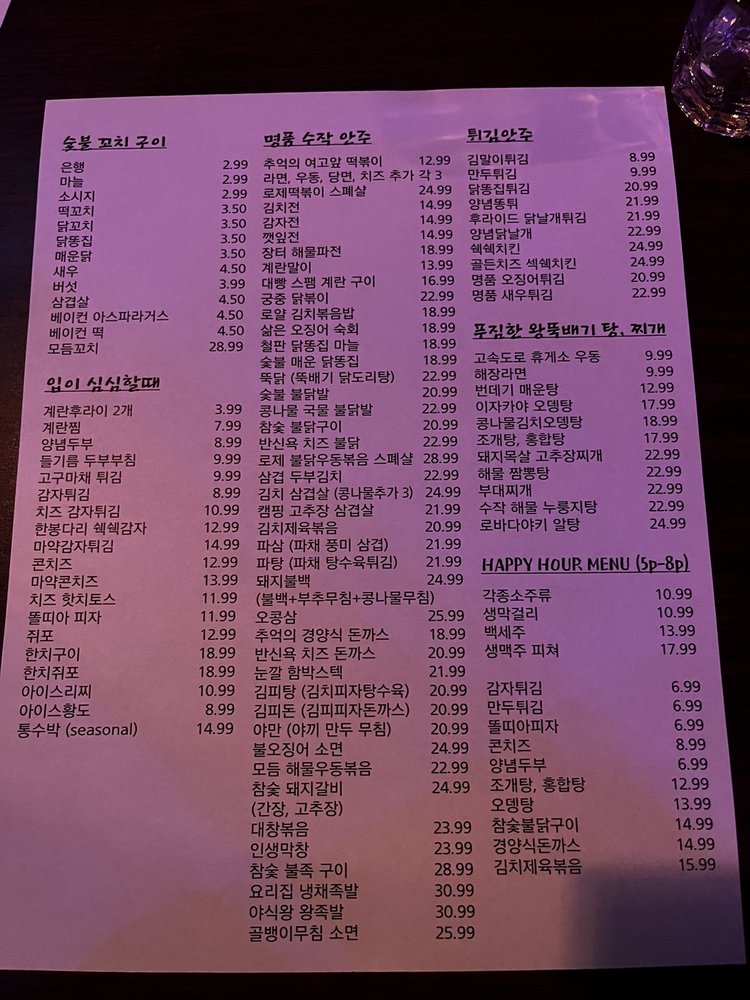 숯불 꼬치 구이
은행 2.99
마늘 2.99
소시지 2.99
떡꼬치 3.50
닭꼬치 3.50
닭똥집 3.50
매운닭 3.50
새우 4.50
버섯 3.99
삼겹살 4.50
베이컨 아스파라거스 4.50
베이컨 떡 4.50
모듬꼬치 28.99
입이 심심할때
계란후라이 2개 3.99
계란찜 7.99
양념두부 8.99
들기름 두부부침 9.99
고구마채 튀김 9.99
감자튀김 8.99
치즈 감자튀김 10.99
한봉다리 쉑쉑감자 12.99
마약감자튀김 14.99
콘치즈 12.99
마약콘치즈 13.99
치즈 핫치토스 11.99
똘띠아 피자 11.99
쥐포 12.99
한치구이 18.99
한치쥐포 18.99
아이스리찌 10.99
아이스황도 8.99
통수박 (seasonal) 14.99
명품 수작 안주
추억의 여고앞 떡볶이 12.99
라면, 우동, 당면, 치즈 추가 각 3
로제떡볶이 스페샬 24.99
김치전 14.99
감자전 14.99
깻잎전 14.99
장터 해물파전 18.99
계란말이 13.99
대빵 스팸 계란 구이 16.99
궁중 닭볶이 22.99
로얄 김치볶음밥 18.99
삶은 오징어 숙회 18.99
철판 닭똥집 마늘 18.99
숯불 매운 닭똥집 18.99
뚝닭 (뚝배기 닭도리탕) 22.99
숯불 불닭발 20.99
콩나물 국물 불닭발 22.99
참숯 불닭구이 20.99
반신욕 치즈 불닭 22.99
로제 불닭우동볶음 스페샬 28.99
삼겹 두부김치 22.99
김치 삼겹살 (콩나물추가 3) 24.99
캠핑 고추장 삼겹살 21.99
김치제육볶음 20.99
파삼 (파채 풍미 삼겹) 21.99
파탕 (파채 탕수육튀김) 21.99
돼지불백 24.99
(불백+부추무침+콩나물무침)
오콩삼 25.99
추억의 경양식 돈까스 18.99
반신욕 치즈 돈까스 20.99
눈깔 함박스텍 21.99
김피탕 (김치피자탕수육) 20.99
김피돈 (김피피자돈까스) 20.99
야만 (야끼 만두 무침) 20.99
불오징어 소면 24.99
모듬 해물우동볶음 22.99
참숯 돼지갈비 24.99
(간장, 고추장)
대창볶음 23.99
인생막창 23.99
참숯 불족 구이 28.99
요리집 냉채족발 30.99
야식왕 왕족발 30.99
골뱅이무침 소면 25.99
튀김안주
김말이튀김 8.99
만두튀김 9.99
닭똥집튀김 20.99
양념똥튀 21.99
후라이드 닭날개튀김 21.99
양념닭날개 22.99
쉑쉑치킨 24.99
골든치즈 쉑쉑치킨 24.99
명품 오징어튀김 20.99
명품 새우튀김 22.99
푸짐한 왕뚝배기 탕, 찌개
고속도로 휴게소 우동 9.99
해장라면 9.99
번데기 매운탕 12.99
이자카야 오뎅탕 17.99
콩나물김치오뎅탕 18.99
조개탕, 홍합탕 17.99
돼지목살 고추장찌개 22.99
해물 짬뽕탕 22.99
부대찌개 22.99
수작 해물 누룽지탕 22.99
로바다야키 알탕 24.99
HAPPY HOUR MENU (5p-8p)
각종소주류 10.99
생막걸리 10.99
백세주 13.99
생맥주 피쳐 17.99
감자튀김 6.99
만두튀김 6.99
똘띠아피자 6.99
콘치즈 8.99
양념두부 6.99
조개탕, 홍합탕 12.99
오뎅탕 13.99
참숯불닭구이 14.99
경양식돈까스 14.99
김치제육볶음 15.99